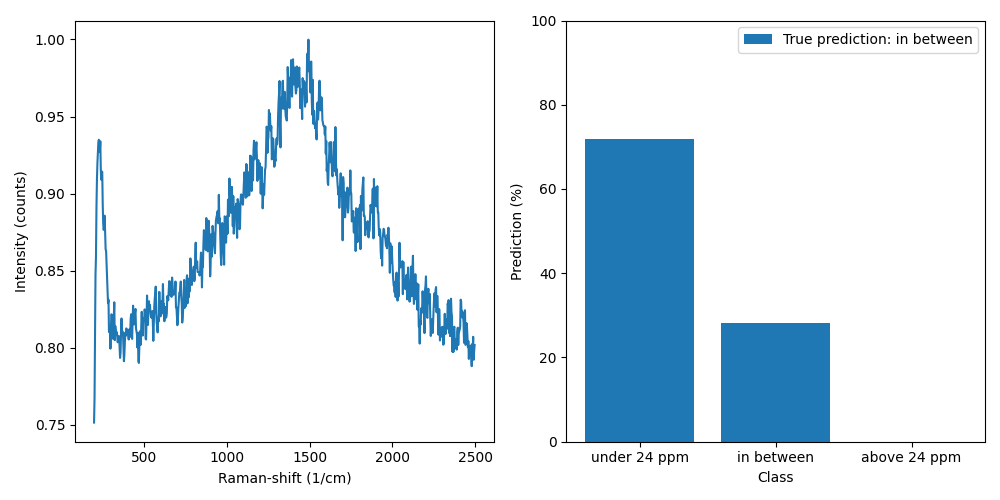 1.00
0.95
0.90
0.85
0.80
0.75
Intensity (counts)
500
1000
1500
2000
2500
Raman-shift (1/cm)
100
80
60
40
20
0
Prediction (%)
True prediction: in between
under 24 ppm
in between
above 24 ppm
Class